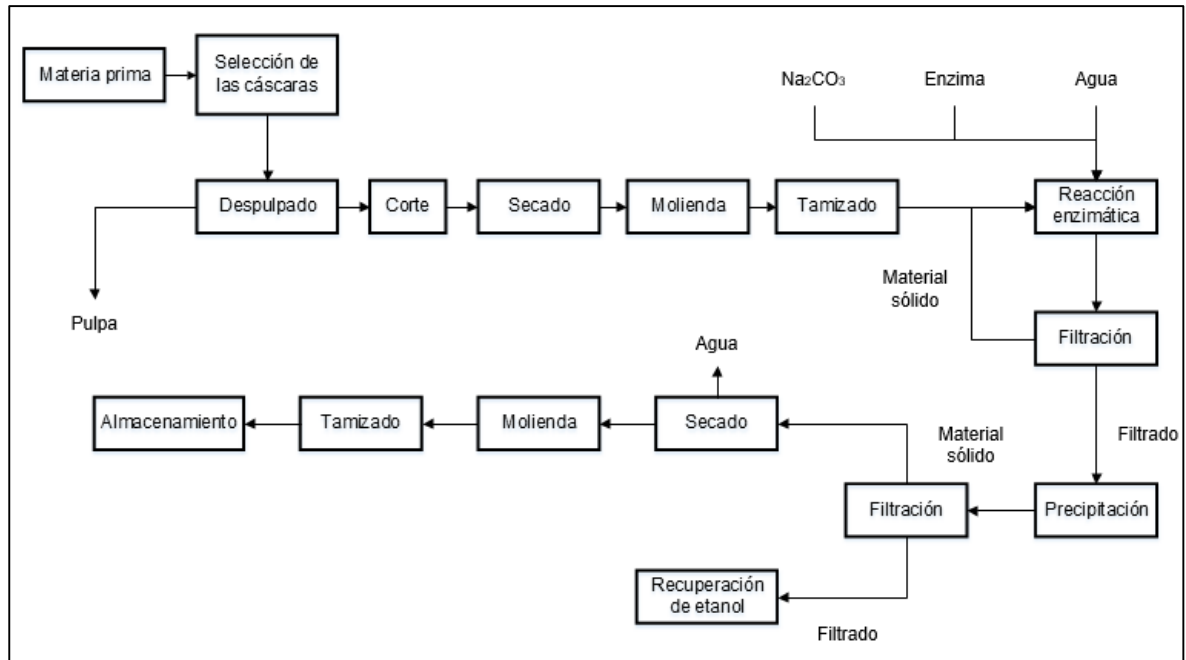 Materia prima
Selección de
las cáscaras
Na₂CO₃
Enzima
Agua
Despulpado
Corte
Secado
Molienda
Tamizado
Reacción
enzimática
Pulpa
Material
sólido
Filtración
Agua
Almacenamiento
Tamizado
Molienda
Secado
Material
sólido
Filtrado
Filtración
Precipitación
Recuperación
de etanol
Filtrado